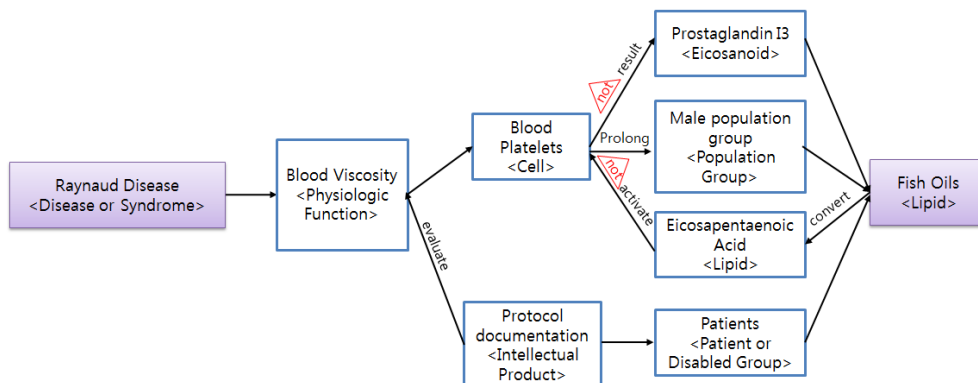 Raynaud Disease
<Disease or Syndrome>
Blood Viscosity
<Physiologic
Function>
evaluate
Blood
Platelets
<Cell>
Protocol
documentation
<Intellectual
Product>
not result
Prolong
not activate
Prostaglandin I3
<Eicosanoid>
Male population
group
<Population
Group>
Eicosapentaenoic
Acid
<Lipid>
Patients
<Patient or
Disabled Group>
convert
Fish Oils
<Lipid>